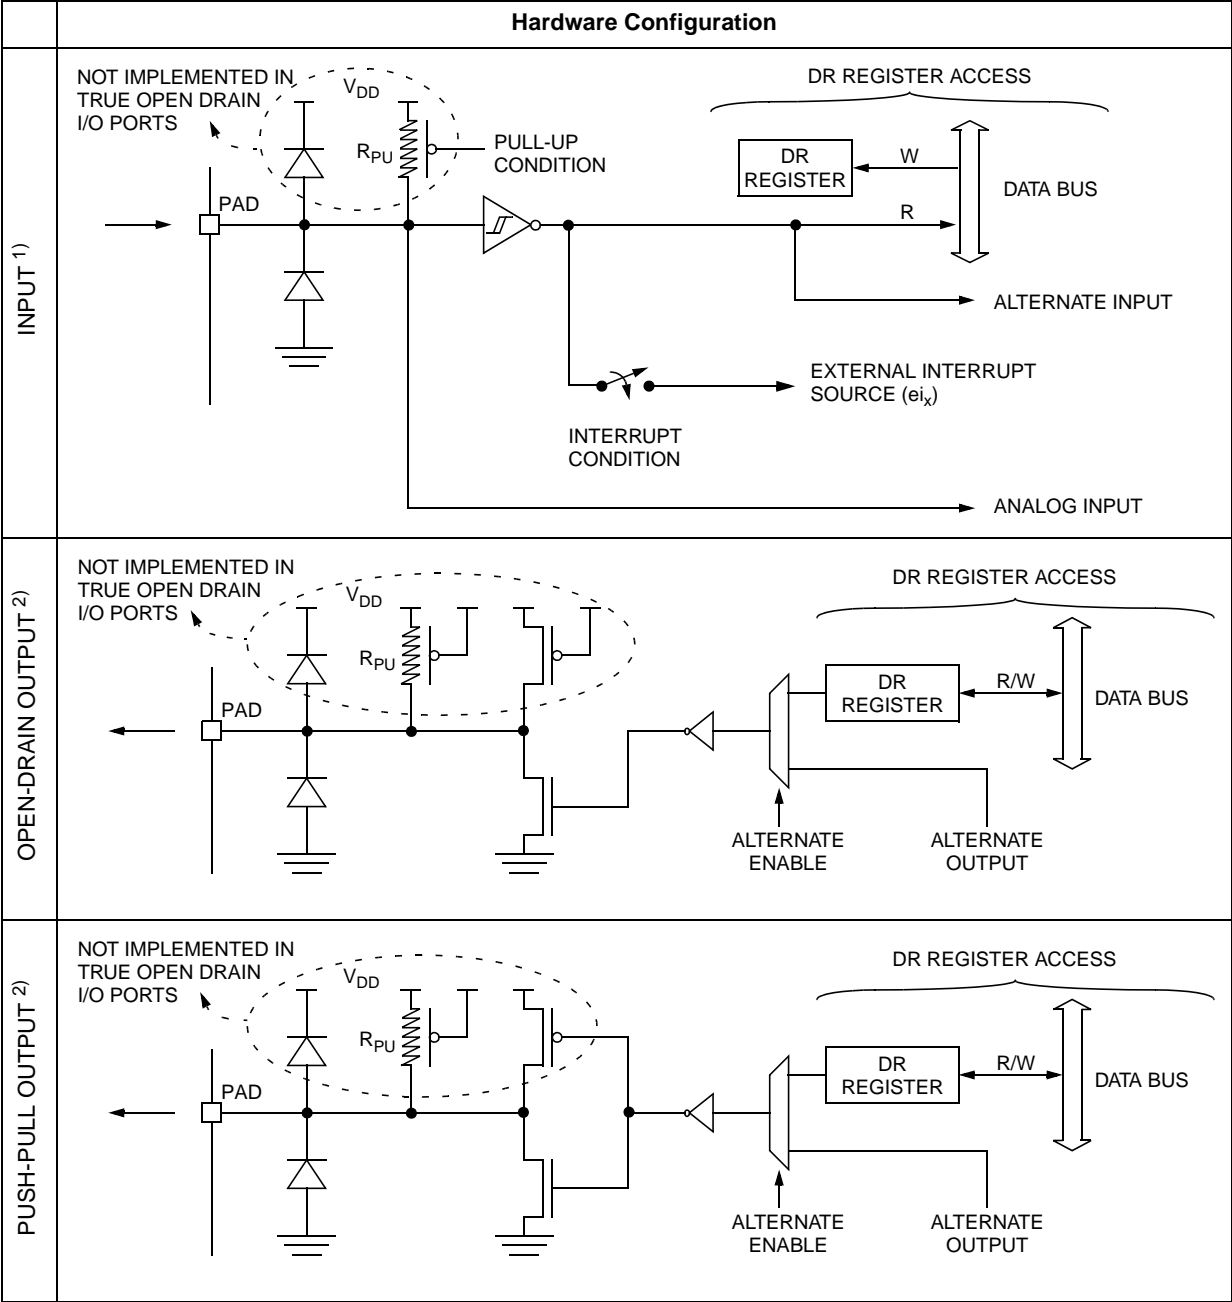 Hardware Configuration
INPUT 1)
NOT IMPLEMENTED IN
TRUE OPEN DRAIN
I/O PORTS
VDD
RPU
PULL-UP
CONDITION
PAD
DR REGISTER ACCESS
DR
REGISTER
W
R
DATA BUS
ALTERNATE INPUT
EXTERNAL INTERRUPT
SOURCE (eix)
INTERRUPT
CONDITION
ANALOG INPUT
OPEN-DRAIN OUTPUT 2)
NOT IMPLEMENTED IN
TRUE OPEN DRAIN
I/O PORTS
VDD
RPU
PAD
DR REGISTER ACCESS
DR
REGISTER
R/W
DATA BUS
ALTERNATE
ENABLE
ALTERNATE
OUTPUT
PUSH-PULL OUTPUT 2)
NOT IMPLEMENTED IN
TRUE OPEN DRAIN
I/O PORTS
VDD
RPU
PAD
DR REGISTER ACCESS
DR
REGISTER
R/W
DATA BUS
ALTERNATE
ENABLE
ALTERNATE
OUTPUT